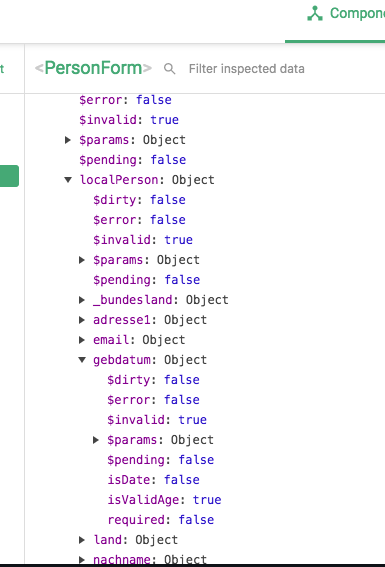 Compone
t
<PersonForm> Filter inspected data
$error: false
$invalid: true
$params: Object
$pending: false
localPerson: Object
$dirty: false
$error: false
$invalid: true
$params: Object
$pending: false
_bundesland: Object
adresse1: Object
email: Object
gebdatum: Object
$dirty: false
$error: false
$invalid: true
$params: Object
$pending: false
isDate: false
isValidAge: true
required: false
land: Object
nachname: Object